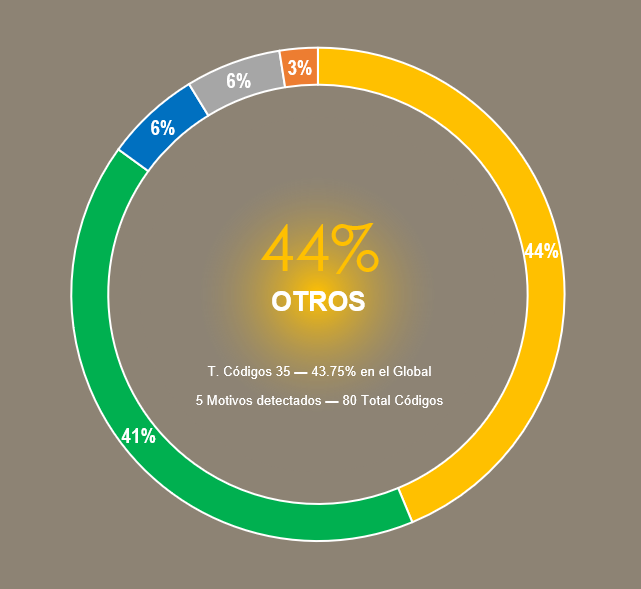 3%
6%
6%
44%
44%
OTROS
T. Códigos 35 — 43.75% en el Global
5 Motivos detectados — 80 Total Códigos
41%